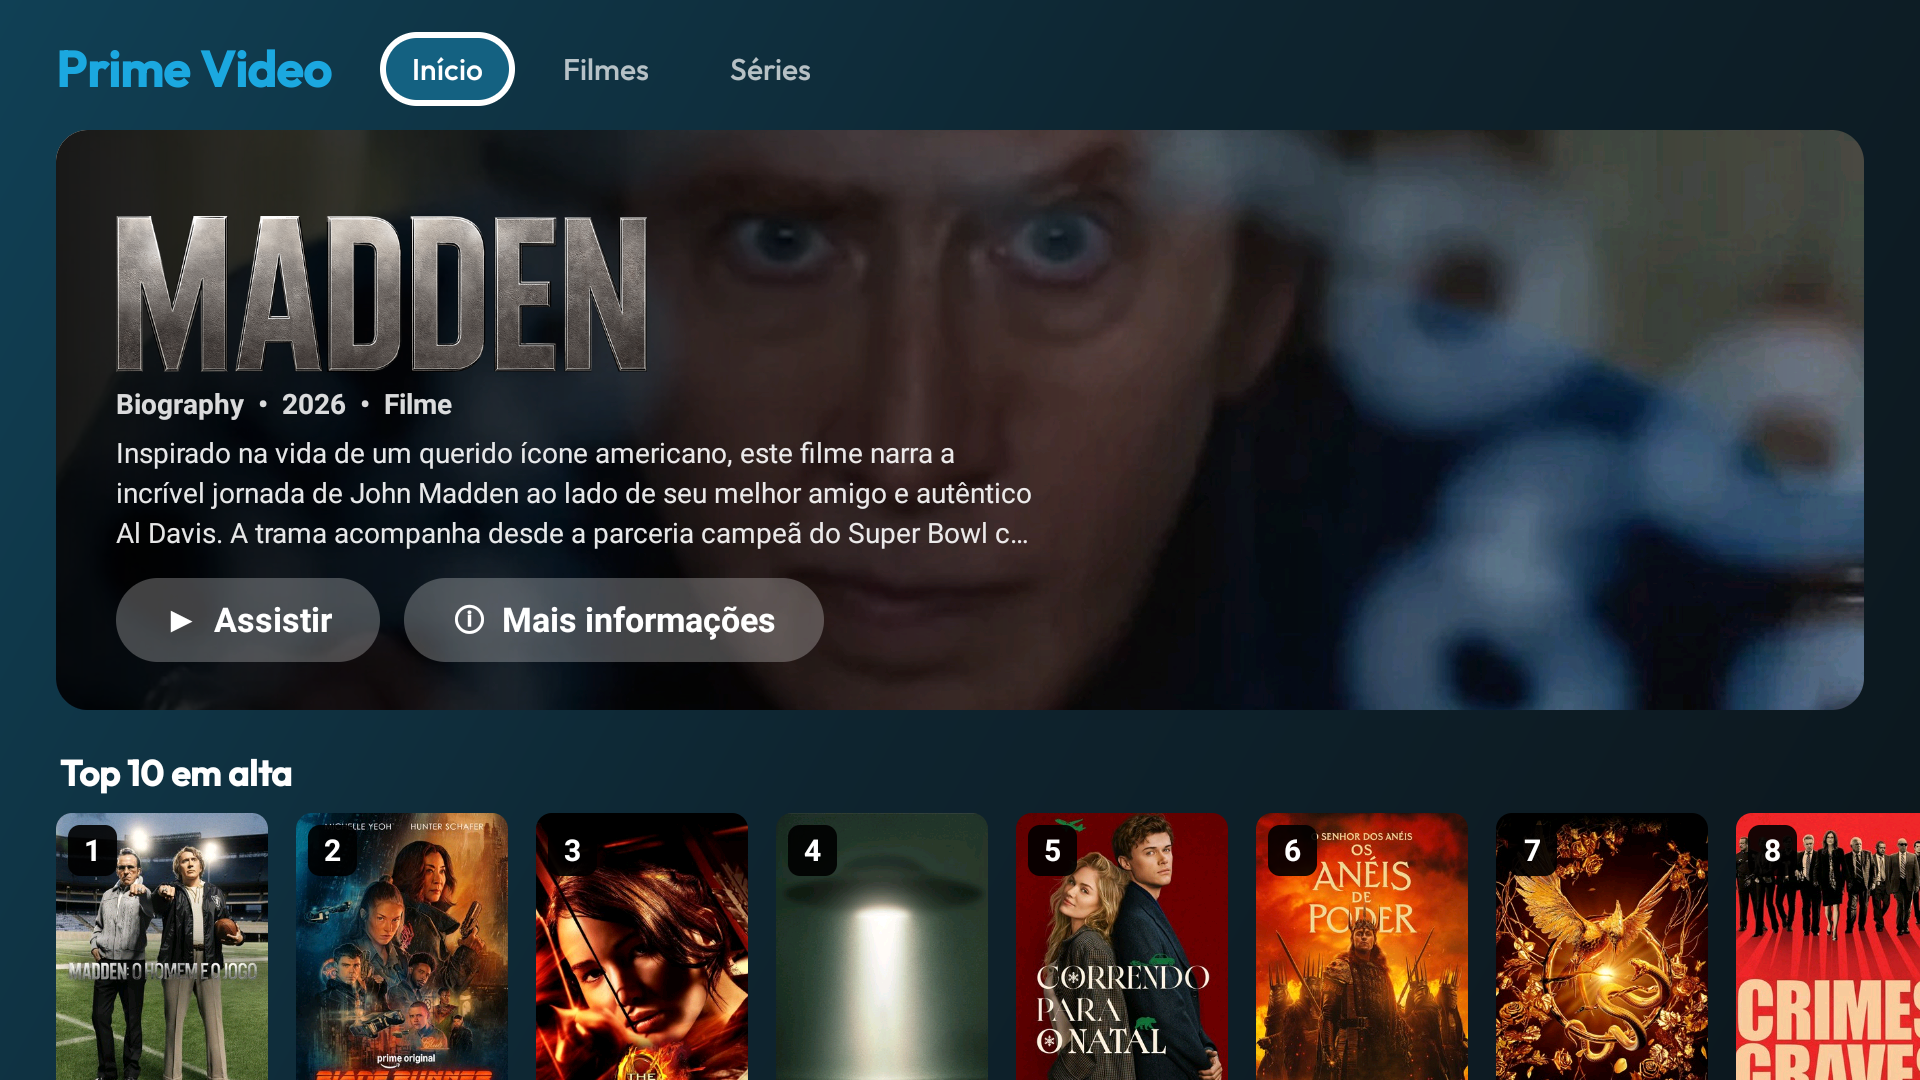 Prime Video
Início
Filmes
Séries
MADDEN
Biography • 2026 • Filme
Inspirado na vida de um querido ícone americano, este filme narra a
incrível jornada de John Madden ao lado de seu melhor amigo e autêntico
Al Davis. A trama acompanha desde a parceria campeã do Super Bowl c...
Assistir
Mais informações
Top 10 em alta
1
MADDEN: O HOMEM E O JOGO
2
HUNTER SCHAFER
prime original
BLADE RUNNER
3
THE
4
5
CORRENDO
PARA
O NATAL
6
O SENHOR DOS ANÉIS
OS
ANÉIS
DE
PODER
7
8